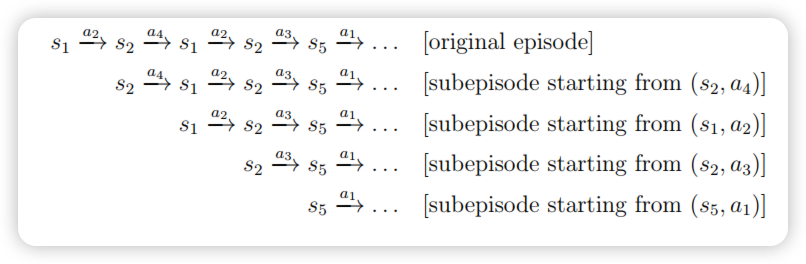 s₁ —a₂→ s₂ —a₄→ s₁ —a₂→ s₂ —a₃→ s₅ —a₁→ ... [original episode]
s₂ —a₄→ s₁ —a₂→ s₂ —a₃→ s₅ —a₁→ ... [subepisode starting from (s₂, a₄)]
s₁ —a₂→ s₂ —a₃→ s₅ —a₁→ ... [subepisode starting from (s₁, a₂)]
s₂ —a₃→ s₅ —a₁→ ... [subepisode starting from (s₂, a₃)]
s₅ —a₁→ ... [subepisode starting from (s₅, a₁)]